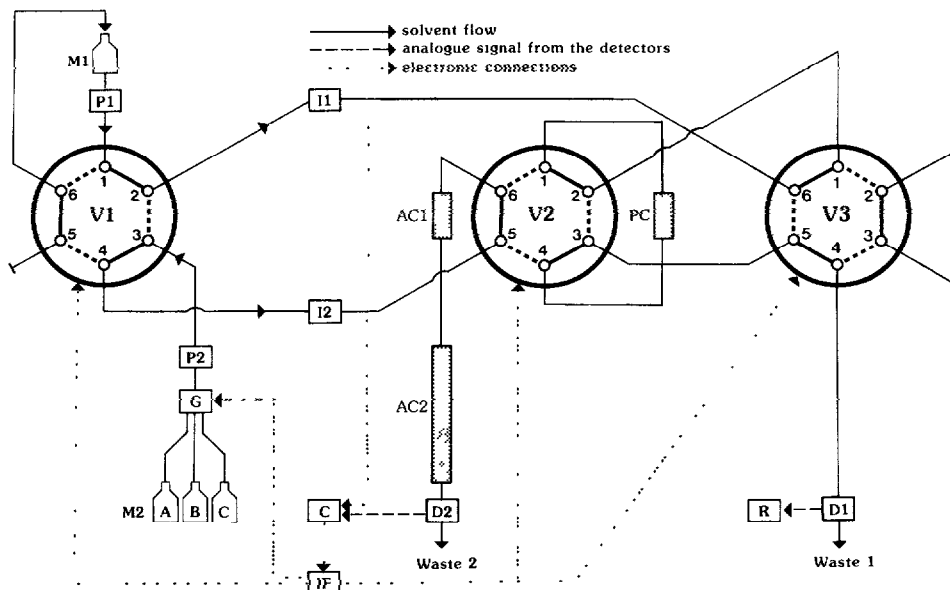 solvent flow
analogue signal from the detectors
electronic connections
M1
P1
I1
1
2
3
4
5
6
V1
1
2
3
4
5
6
V2
AC1
PC
1
2
3
4
5
6
V3
I2
P2
G
AC2
M2
A
B
C
C
D2
R
D1
Waste 2
Waste 1